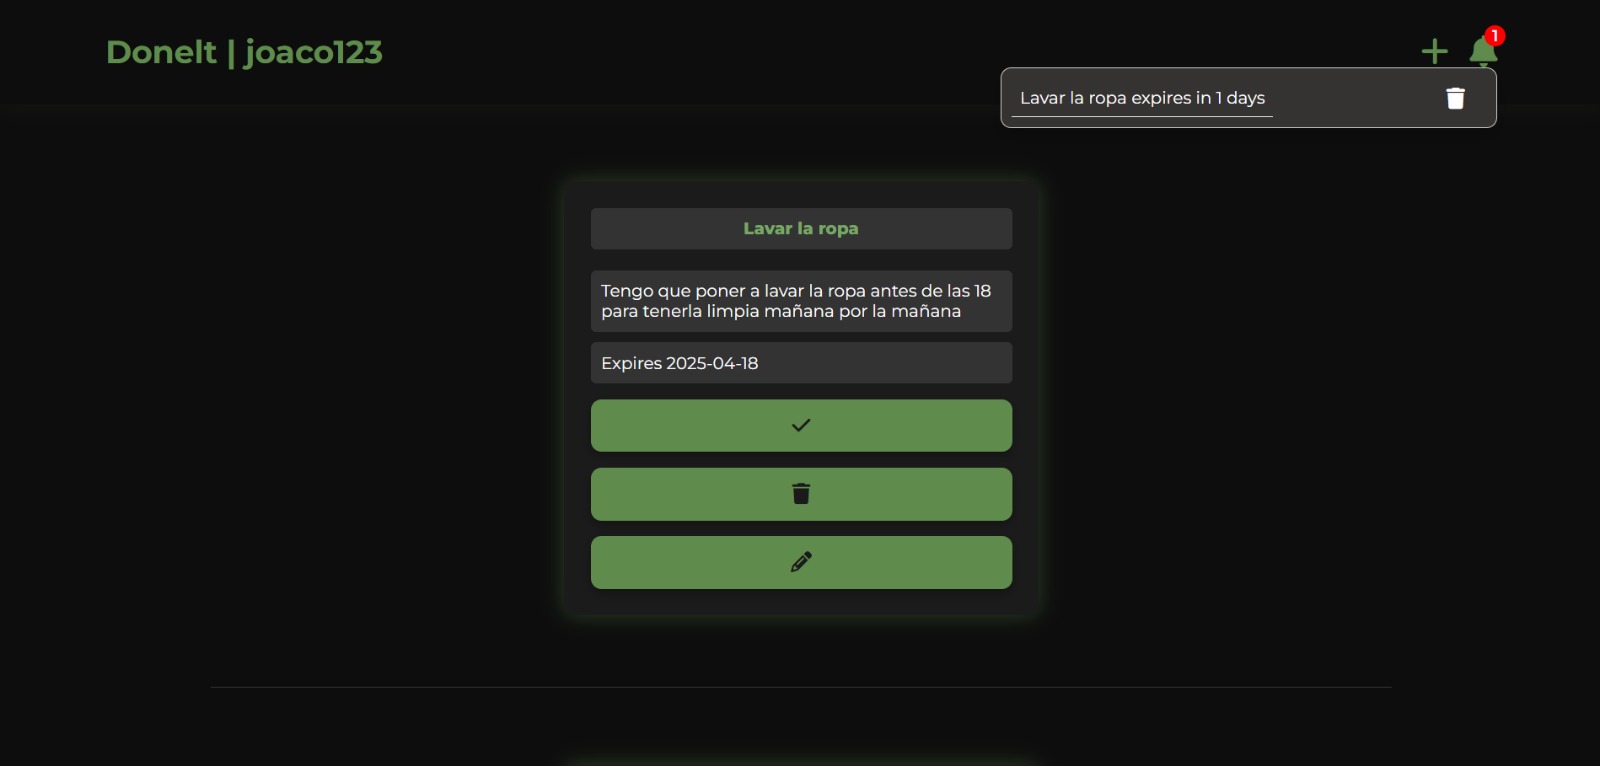 DoneIt | joaco123
1
Lavar la ropa expires in 1 days
Lavar la ropa
Tengo que poner a lavar la ropa antes de las 18
para tenerla limpia mañana por la mañana
Expires 2025-04-18